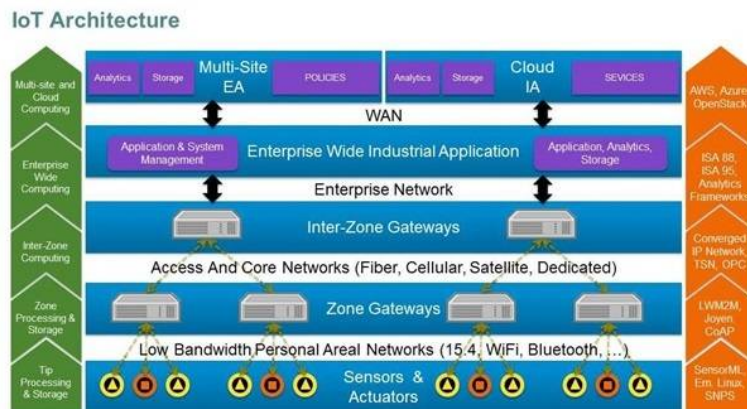 IoT Architecture
Multi-site and
Cloud
Computing
Analytics
Storage
Multi-Site
EA
POLICIES
Analytics
Storage
Cloud
IA
SEVICES
AWS, Azure,
OpenStack
WAN
Enterprise
Wide
Computing
Application & System
Management
Enterprise Wide Industrial Application
Application, Analytics,
Storage
ISA 88,
ISA 95,
Analytics
Frameworks
Enterprise Network
Inter-Zone
Computing
Inter-Zone Gateways
Converged
IP Network,
TSN, OPC
Access And Core Networks (Fiber, Cellular, Satellite, Dedicated)
Zone
Processing &
Storage
Zone Gateways
LWM2M,
Joyen
CoAP
Low Bandwidth Personal Areal Networks (15.4, WiFi, Bluetooth, ...)
Tip
Processing
& Storage
Sensors &
Actuators
SensorML,
Em. Linux,
SNPS